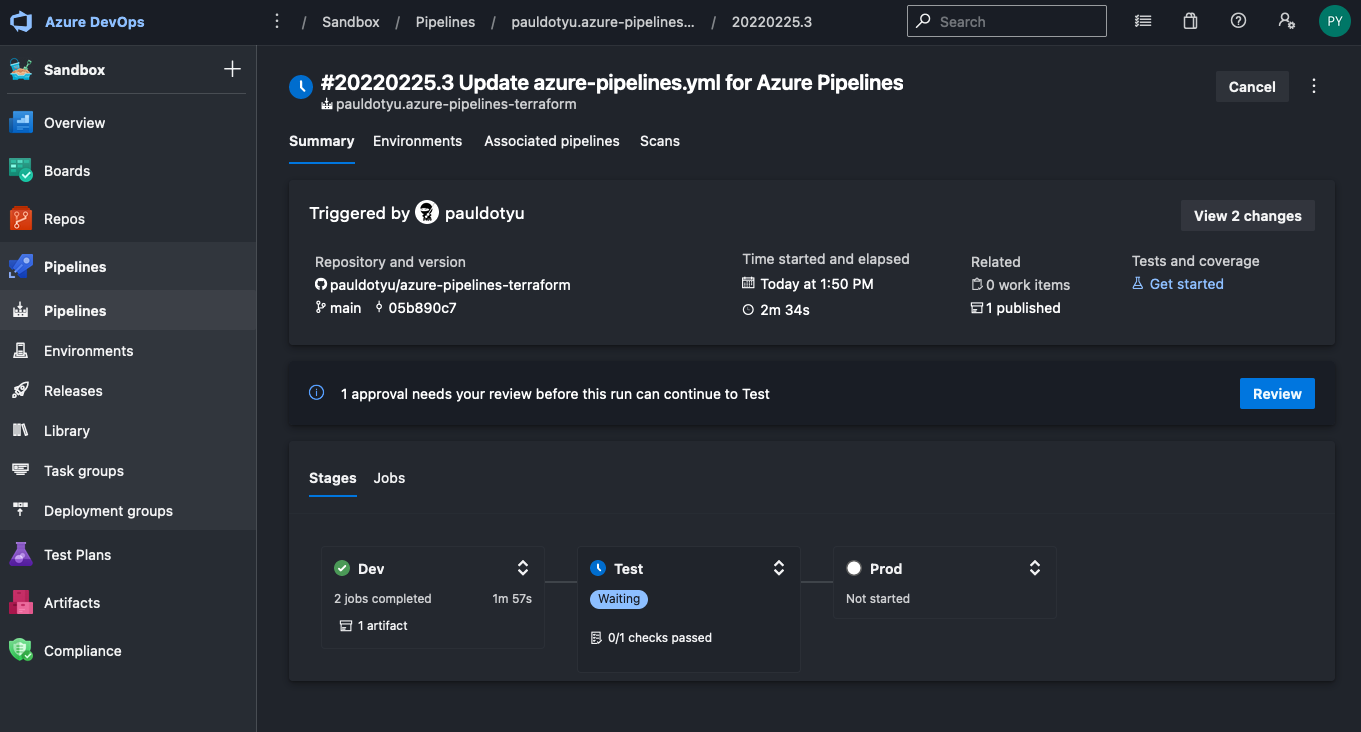 Azure DevOps / Sandbox / Pipelines / pauldotyu.azure-pipelines... / 20220225.3 Search PY
Sandbox
Overview
Boards
Repos
Pipelines
Pipelines
Environments
Releases
Library
Task groups
Deployment groups
Test Plans
Artifacts
Compliance
#20220225.3 Update azure-pipelines.yml for Azure Pipelines
pauldotyu.azure-pipelines-terraform
Cancel
Summary Environments Associated pipelines Scans
Triggered by pauldotyu
View 2 changes
Repository and version
pauldotyu/azure-pipelines-terraform
main 05b890c7
Time started and elapsed
Today at 1:50 PM
2m 34s
Related
0 work items
1 published
Tests and coverage
Get started
1 approval needs your review before this run can continue to Test
Review
Stages Jobs
Dev
2 jobs completed 1m 57s
1 artifact
Test
Waiting
0/1 checks passed
Prod
Not started